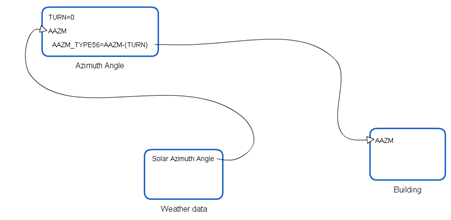 TURN=0
AAZM
AAZM_TYPE56=AAZM-(TURN)
Azimuth Angle
AAZM
Building
Solar Azimuth Angle
Weather data